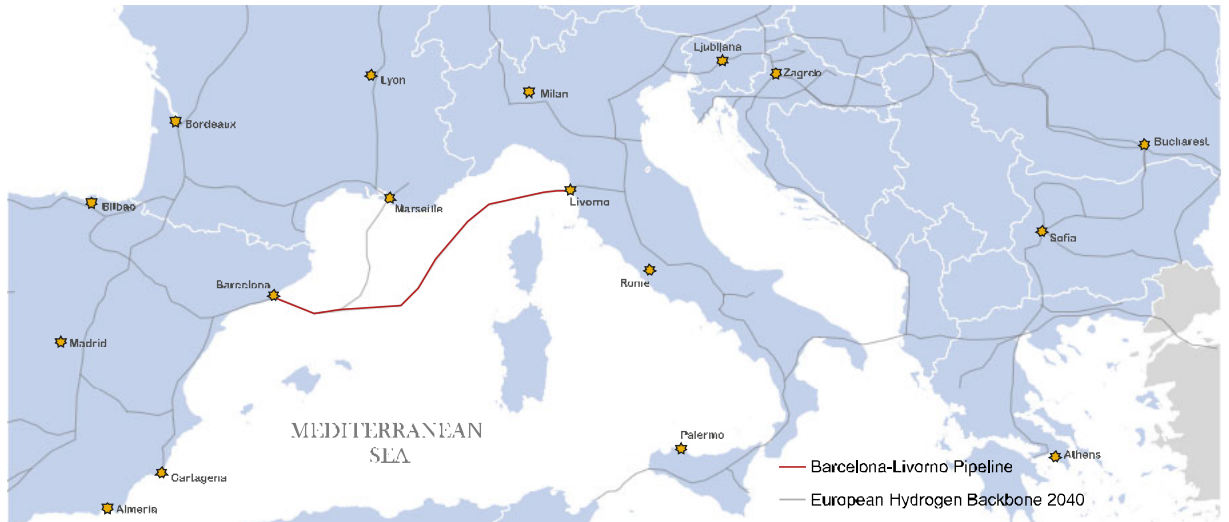 Ljubljana
Zagreb
Lyon
Milan
Bordeaux
Bucharest
Marseille
Livorno
Bilbao
Sofia
Barcelona
Rome
Madrid
MEDITERRANEAN
SEA
Palermo
Athens
Barcelona-Livorno Pipeline
Cartagena
European Hydrogen Backbone 2040
Almeria